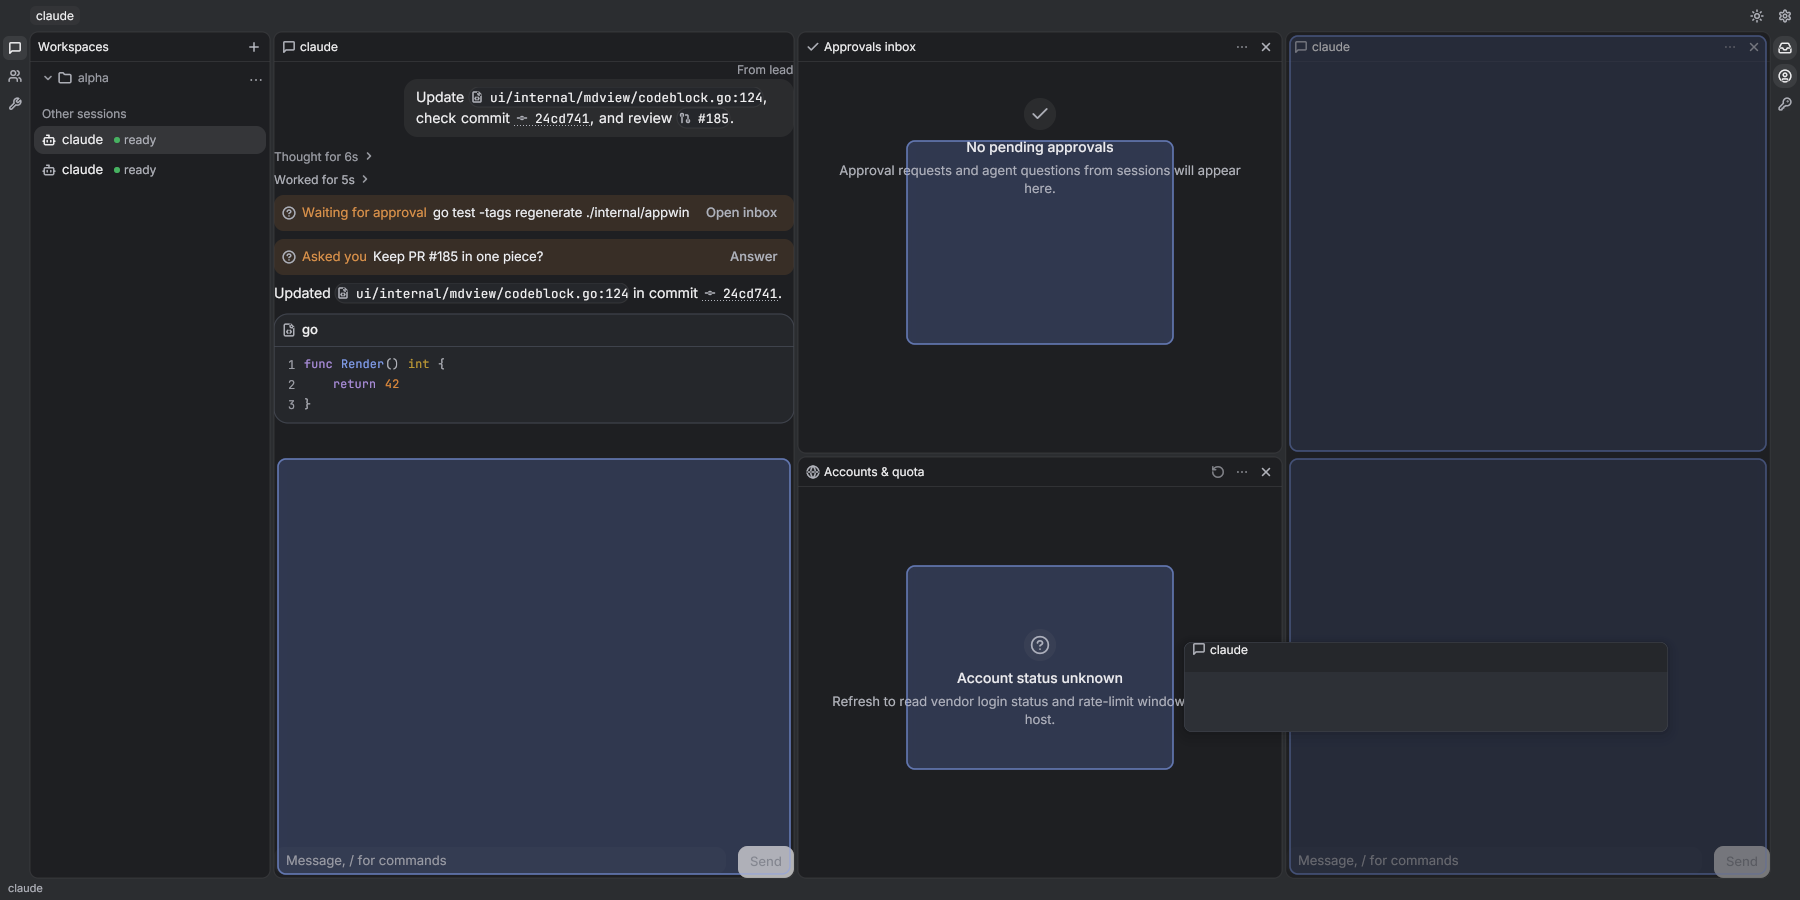 claude
Workspaces
alpha
Other sessions
claude ready
claude ready
claude
From lead
Update ui/internal/mdview/codeblock.go:124,
check commit 24cd741, and review #185.
Thought for 6s
Worked for 5s
Waiting for approval go test -tags regenerate ./internal/appwin Open inbox
Asked you Keep PR #185 in one piece? Answer
Updated ui/internal/mdview/codeblock.go:124 in commit 24cd741.
go
1 func Render() int {
2     return 42
3 }
Message, / for commands
Send
Approvals inbox
No pending approvals
Approval requests and agent questions from sessions will appear
here.
Accounts & quota
Account status unknown
Refresh to read vendor login status and rate-limit window
host.
claude
claude
Message, / for commands
Send
claude